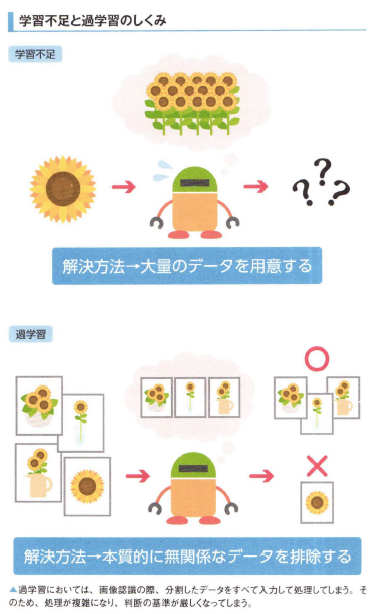 学習不足と過学習のしくみ
学習不足
???
解決方法→大量のデータを用意する
過学習
解決方法→本質的に無関係なデータを排除する
▲過学習においては、画像認識の際、分割したデータをすべて入力して処理してしまう。そ
のため、処理が複雑になり、判断の基準が厳しくなってしまう。